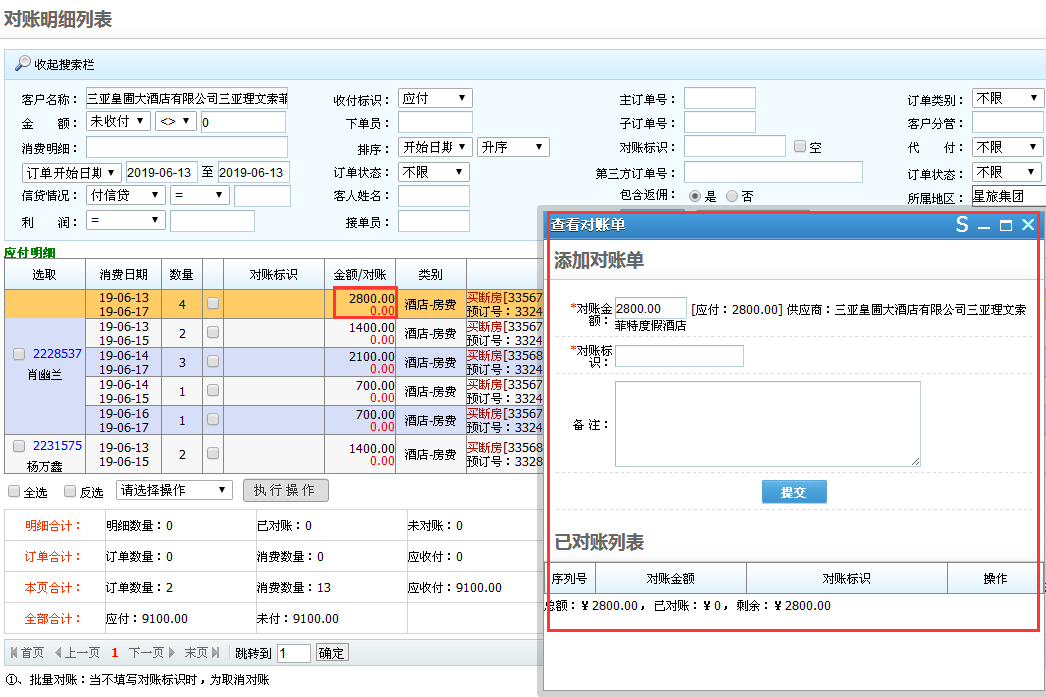 对账明细列表
收起搜索栏
客户名称： 三亚皇圃大酒店有限公司三亚理文索菲 收付标识： 应付 主订单号： 订单类别： 不限
金 额： 未收付 <> 0 下单员： 子订单号： 客户分管：
消费明细： 排序： 开始日期 升序 对账标识： 空 代 付： 不限
订单开始日期 2019-06-13 至 2019-06-13 订单状态： 不限 第三方订单号： 订单状态： 不限
信贷情况： 付信贷 = 客人姓名： 包含返佣： 是 否 所属地区： 星旅集团
利 润： = 接单员：
应付明细
选取 消费日期 数量 对账标识 金额/对账 类别
19-06-13 2800.00 买断房[33567
19-06-17 4 0.00 酒店-房费 预订号：3324
19-06-13 1400.00 买断房[33567
19-06-15 2 0.00 酒店-房费 预订号：3324
2228537 19-06-14 2100.00 买断房[33568
肖幽兰 19-06-17 3 0.00 酒店-房费 预订号：3324
19-06-14 700.00 买断房[33567
19-06-15 1 0.00 酒店-房费 预订号：3324
19-06-16 700.00 买断房[33567
19-06-17 1 0.00 酒店-房费 预订号：3324
2231575 19-06-13 1400.00 买断房[33568
杨万鑫 19-06-15 2 0.00 酒店-房费 预订号：3328
全选 反选 请选择操作 执行操作
明细合计： 明细数量：0 已对账：0 未对账：0
订单合计： 订单数量：0 消费数量：0 应收付：0
本页合计： 订单数量：2 消费数量：13 应收付：9100.00
全部合计： 应付：9100.00 未付：9100.00
首页 上一页 1 下一页 末页 跳转到 1 确定
①、批量对账：当不填写对账标识时，为取消对账
查看对账单 S
添加对账单
*对账金额： 2800.00 [应付：2800.00] 供应商：三亚皇圃大酒店有限公司三亚理文索
菲特度假酒店
*对账标
识：
备注：
提交
已对账列表
序列号 对账金额 对账标识 操作
总额：¥2800.00，已对账：¥0，剩余：¥2800.00